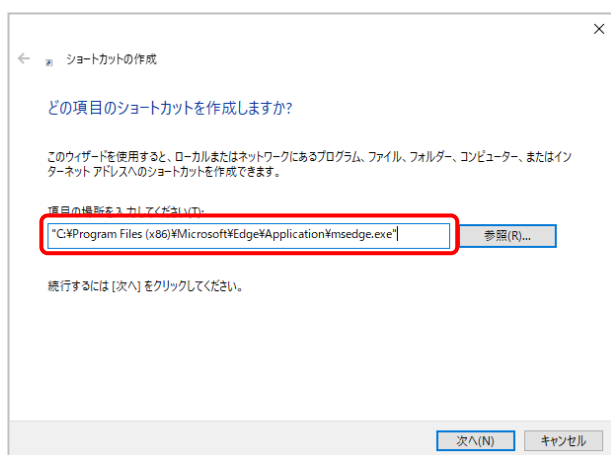 ショートカットの作成
どの項目のショートカットを作成しますか?
このウィザードを使用すると、ローカルまたはネットワークにあるプログラム、ファイル、フォルダー、コンピューター、またはイン
ターネット アドレスへのショートカットを作成できます。
項目の場所を入力してください(T):
"C:¥Program Files (x86)¥Microsoft¥Edge¥Application¥msedge.exe"
参照(R)...
続行するには [次へ] をクリックしてください。
次へ(N)
キャンセル